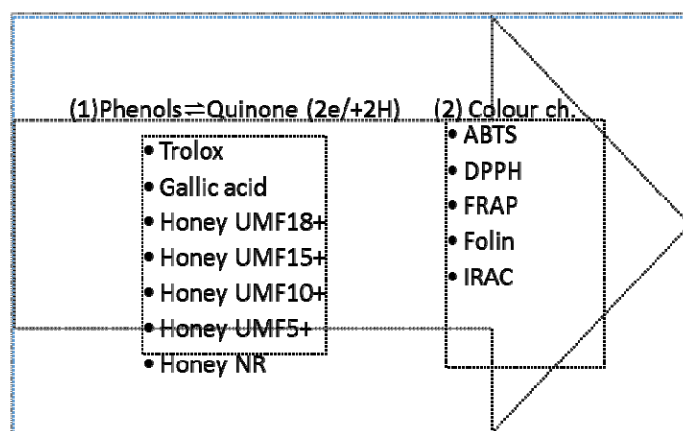 (1)Phenols⇌Quinone (2e/+2H) (2) Colour ch.
• Trolox
• Gallic acid
• Honey UMF18+
• Honey UMF15+
• Honey UMF10+
• Honey UMF5+
• Honey NR
• ABTS
• DPPH
• FRAP
• Folin
• IRAC